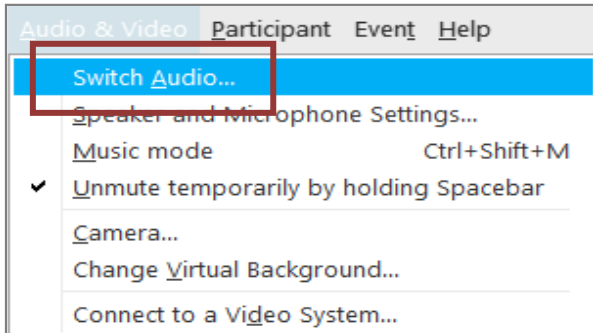 Audio & Video Participant Event Help
Switch Audio...
Speaker and Microphone Settings...
Music mode Ctrl+Shift+M
Unmute temporarily by holding Spacebar
Camera...
Change Virtual Background...
Connect to a Video System...